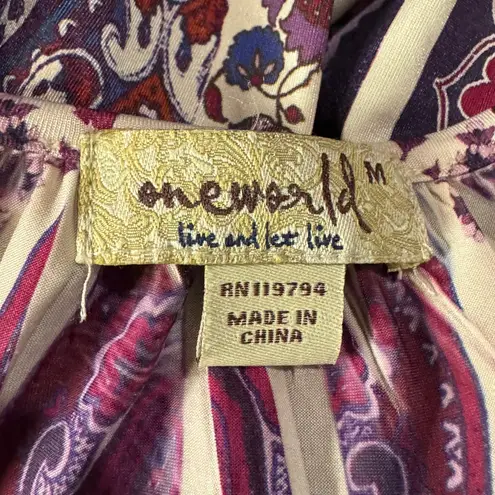 oneworld M
live and let live
RN119794
MADE IN
CHINA